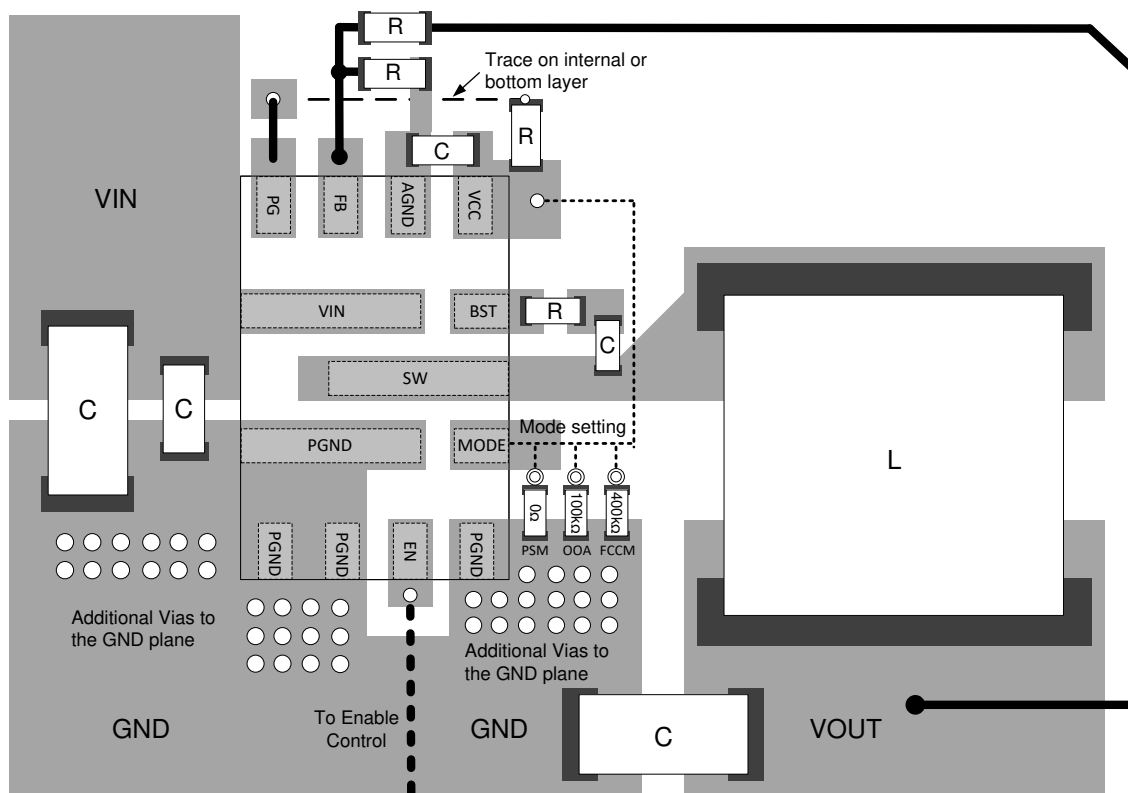 R
R
Trace on internal or
bottom layer
R
C
VIN
PG
FB
AGND
VCC
VIN
BST
R
C
SW
C
C
PGND
MODE
Mode setting
L
0Ω
100kΩ
400kΩ
PSM
OOA
FCCM
PGND
PGND
EN
PGND
Additional Vias to
the GND plane
Additional Vias to
the GND plane
GND
To Enable
Control
GND
C
VOUT